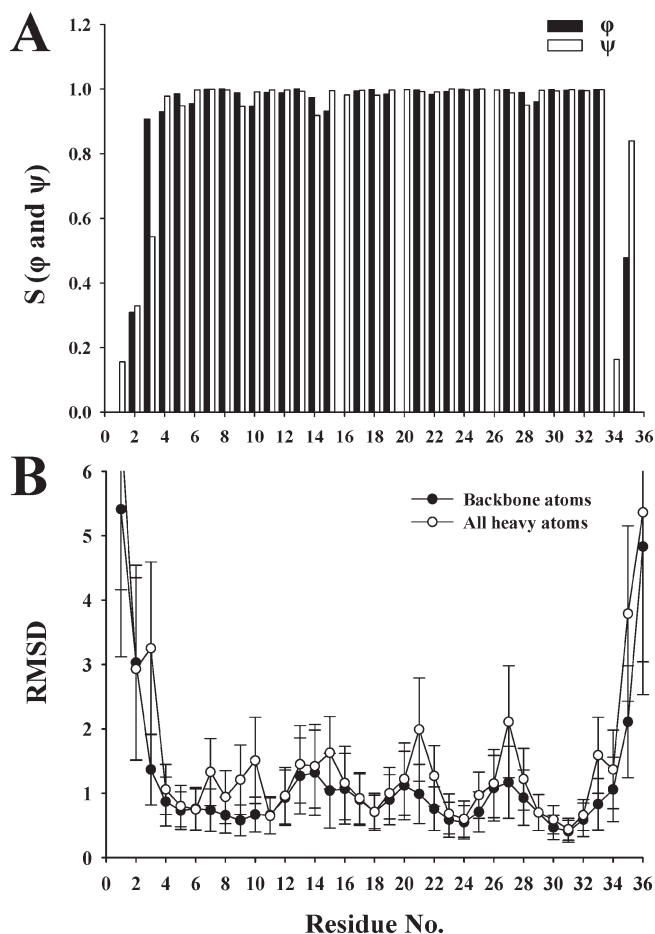 A
φ
ψ
1.2
1.0
0.8
0.6
0.4
0.2
0.0
S (φ and ψ)
0 2 4 6 8 10 12 14 16 18 20 22 24 26 28 30 32 34 36
B
Backbone atoms
All heavy atoms
6
5
4
3
2
1
0
RMSD
0 2 4 6 8 10 12 14 16 18 20 22 24 26 28 30 32 34 36
Residue No.